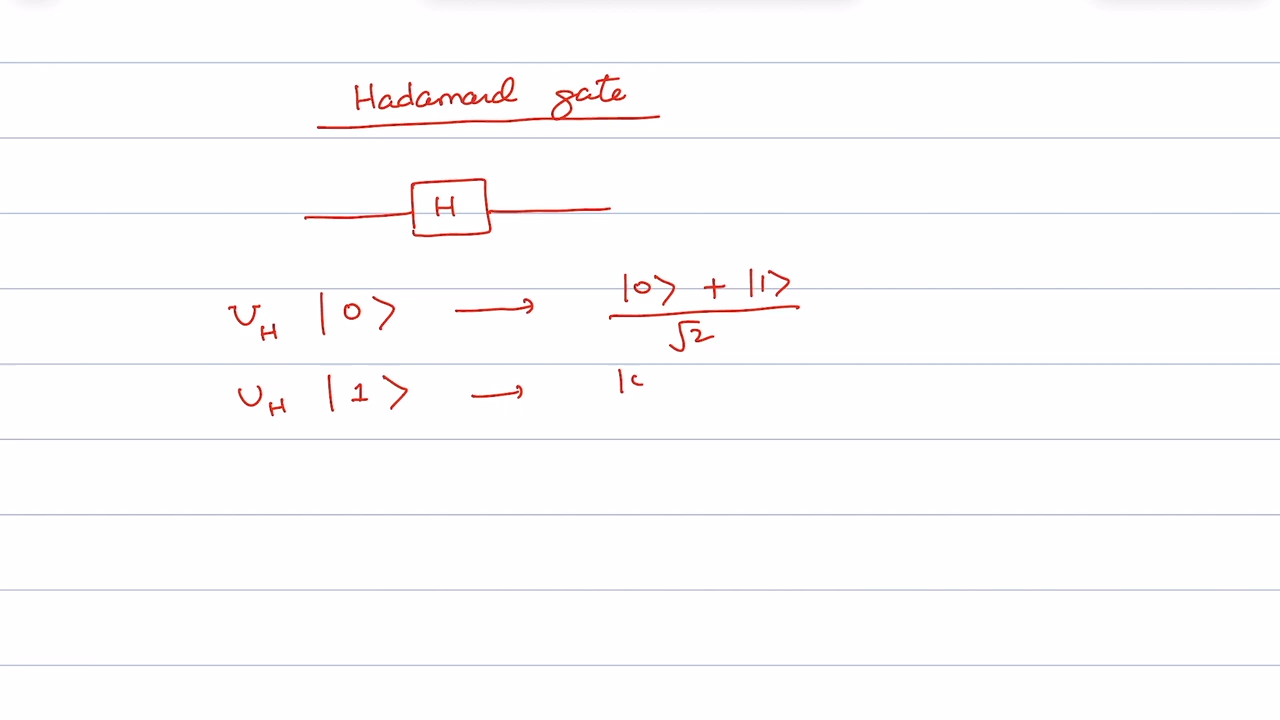 Hadamard gate
H
U_H |0> → (|0> + |1>)/√2
U_H |1> → |